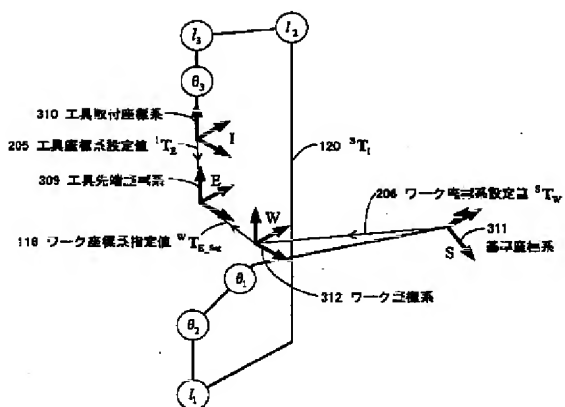 l₃
l₂
θ₃
310 工具取付座標系
I
205 工具座標系設定値 ᴵT_E
120 ˢT_I
E
309 工具先端座標系
206 ワーク座標系設定値 ˢT_W
W
118 ワーク座標系指定値 ᵂT_E_Set
S
311
基準座標系
θ₁
312 ワーク座標系
θ₂
l₁